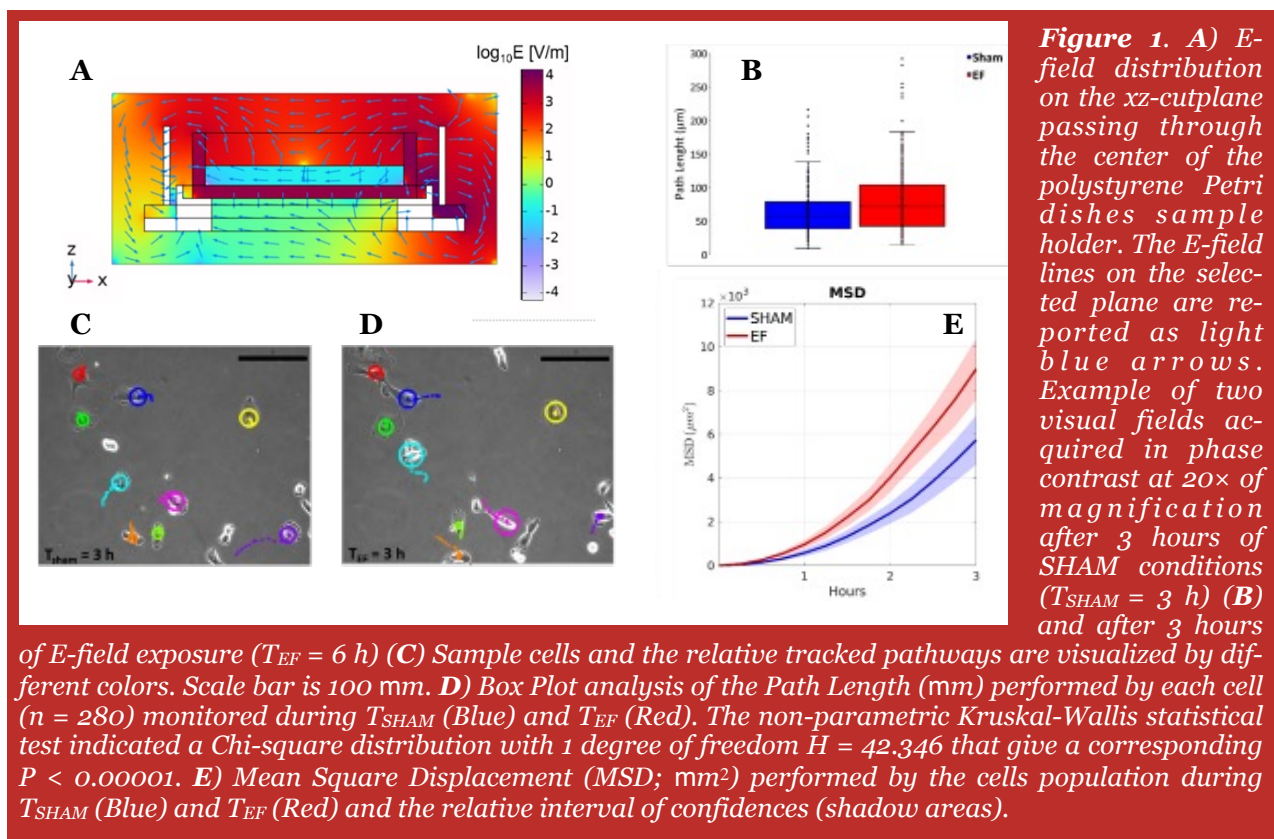 A
log10E [V/m]
4
3
2
1
0
-1
-2
-3
-4
z
y
x
B
Sham
EF
Path Lenght (µm)
300
250
200
150
100
50
0
C
Tsham = 3 h
D
TEF = 3 h
MSD
×10³
SHAM
EF
E
MSD (µm²)
12
10
8
6
4
2
0
1
2
3
Hours
Figure 1. A) E-
field distribution
on the xz-cutplane
passing through
the center of the
polystyrene Petri
dishes sample
holder. The E-field
lines on the selec-
ted plane are re-
ported as light
blue arrows.
Example of two
visual fields ac-
quired in phase
contrast at 20× of
magnification
after 3 hours of
SHAM conditions
(TSHAM = 3 h) (B)
and after 3 hours
of E-field exposure (TEF = 6 h) (C) Sample cells and the relative tracked pathways are visualized by dif-
ferent colors. Scale bar is 100 mm. D) Box Plot analysis of the Path Length (mm) performed by each cell
(n = 280) monitored during TSHAM (Blue) and TEF (Red). The non-parametric Kruskal-Wallis statistical
test indicated a Chi-square distribution with 1 degree of freedom H = 42.346 that give a corresponding
P < 0.00001. E) Mean Square Displacement (MSD; mm²) performed by the cells population during
TSHAM (Blue) and TEF (Red) and the relative interval of confidences (shadow areas).